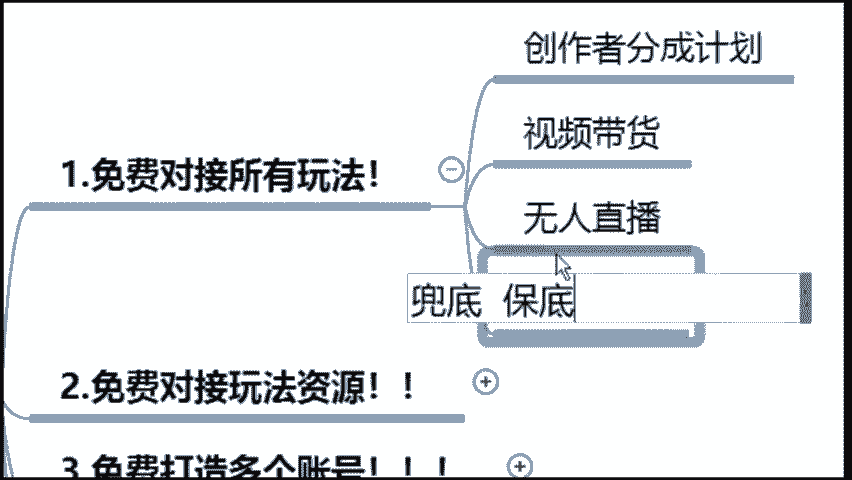 创作者分成计划
视频带货
1.免费对接所有玩法！
无人直播
兜底 保底
2.免费对接玩法资源！！
3.免费打造多个账号！！！